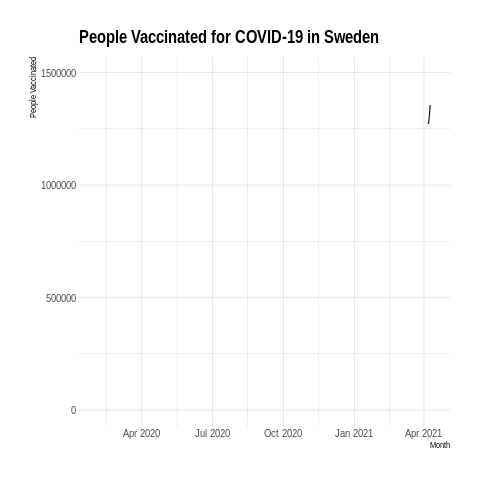 People Vaccinated for COVID-19 in Sweden
People Vaccinated
1500000
1000000
500000
0
Apr 2020 Jul 2020 Oct 2020 Jan 2021 Apr 2021
Month